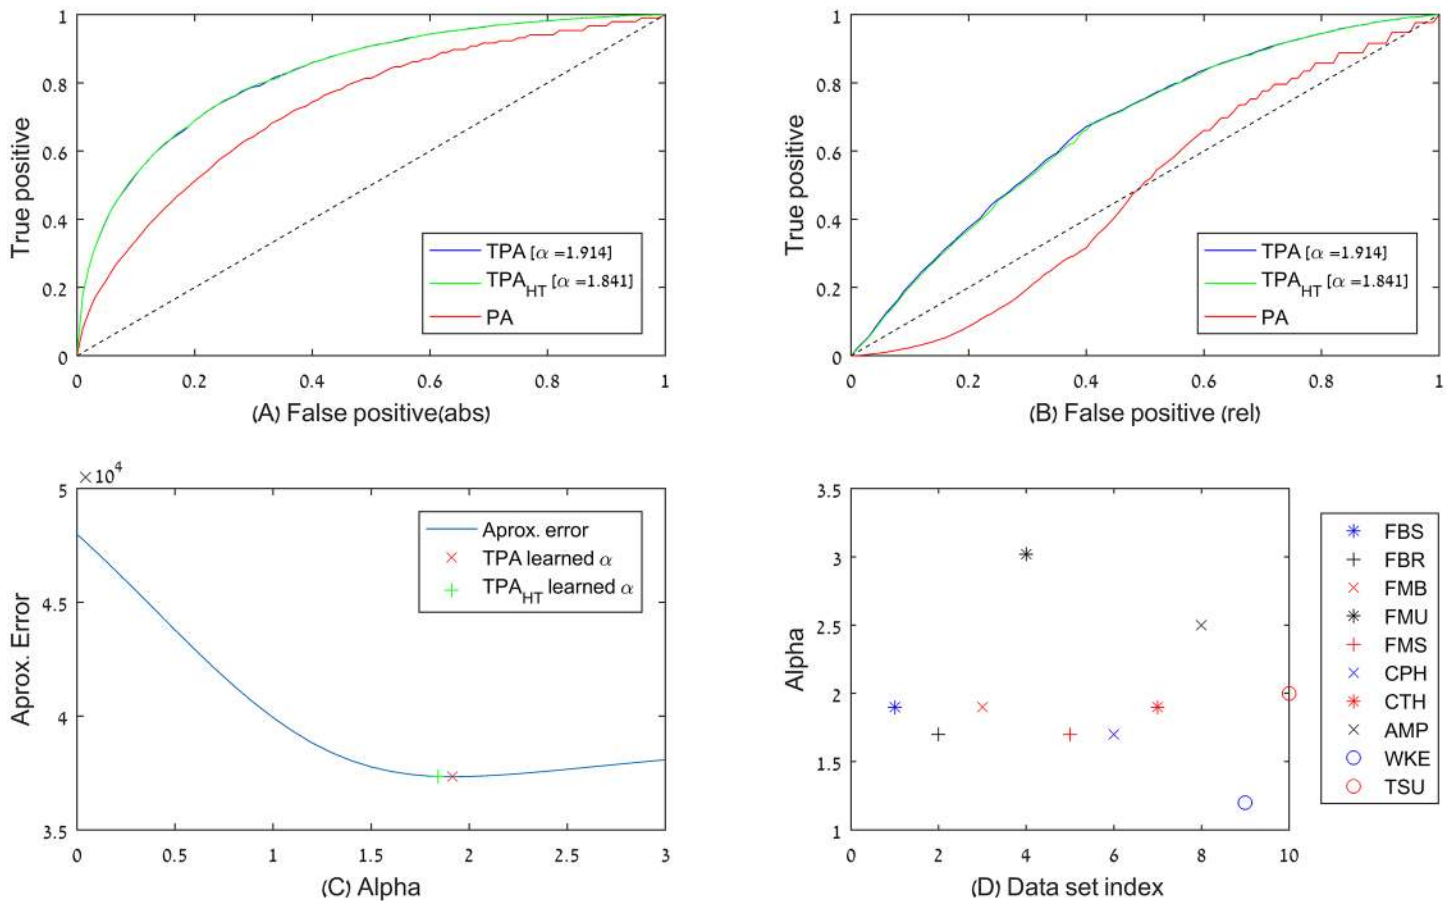 1
0.8
0.6
0.4
0.2
0
True positive
0
0.2
0.4
0.6
0.8
1
(A) False positive(abs)
TPA [α =1.914]
TPA_HT [α =1.841]
PA
1
0.8
0.6
0.4
0.2
0
True positive
0
0.2
0.4
0.6
0.8
1
(B) False positive (rel)
TPA [α =1.914]
TPA_HT [α =1.841]
PA
×10^4
5
4.5
4
3.5
Aprox. Error
0
0.5
1
1.5
2
2.5
3
(C) Alpha
Aprox. error
TPA learned α
TPA_HT learned α
3.5
3
2.5
2
1.5
1
Alpha
0
2
4
6
8
10
(D) Data set index
FBS
FBR
FMB
FMU
FMS
CPH
CTH
AMP
WKE
TSU